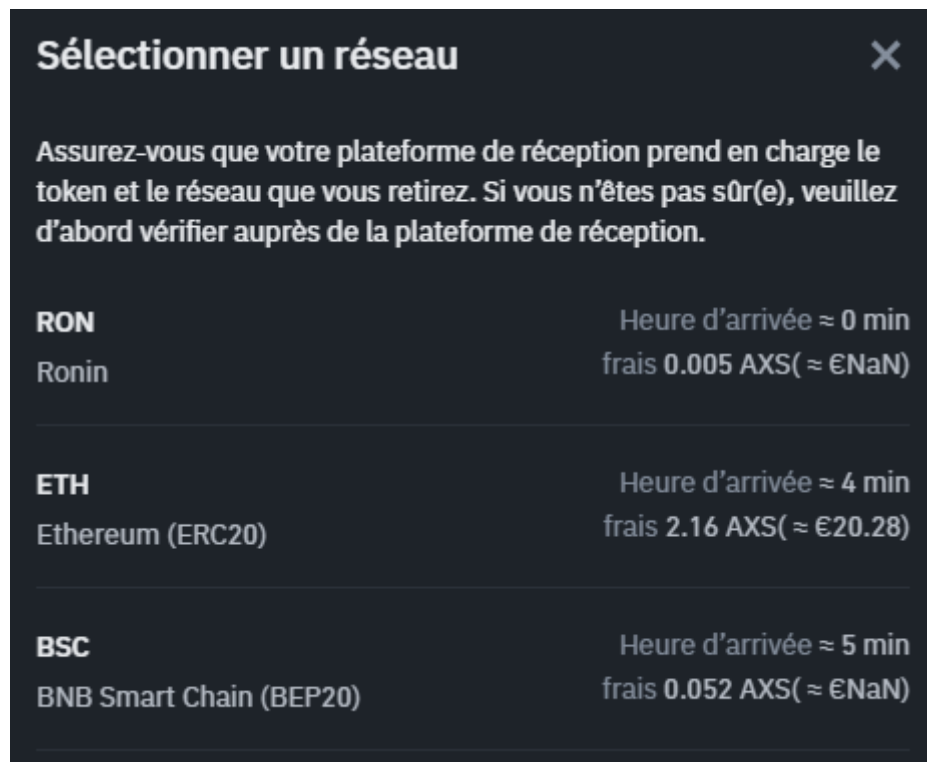 Sélectionner un réseau
Assurez-vous que votre plateforme de réception prend en charge le
token et le réseau que vous retirez. Si vous n'êtes pas sûr(e), veuillez
d'abord vérifier auprès de la plateforme de réception.
RON
Heure d'arrivée ≈ 0 min
Ronin
frais 0.005 AXS( ≈ €NaN)
ETH
Heure d'arrivée ≈ 4 min
Ethereum (ERC20)
frais 2.16 AXS( ≈ €20.28)
BSC
Heure d'arrivée ≈ 5 min
BNB Smart Chain (BEP20)
frais 0.052 AXS( ≈ €NaN)